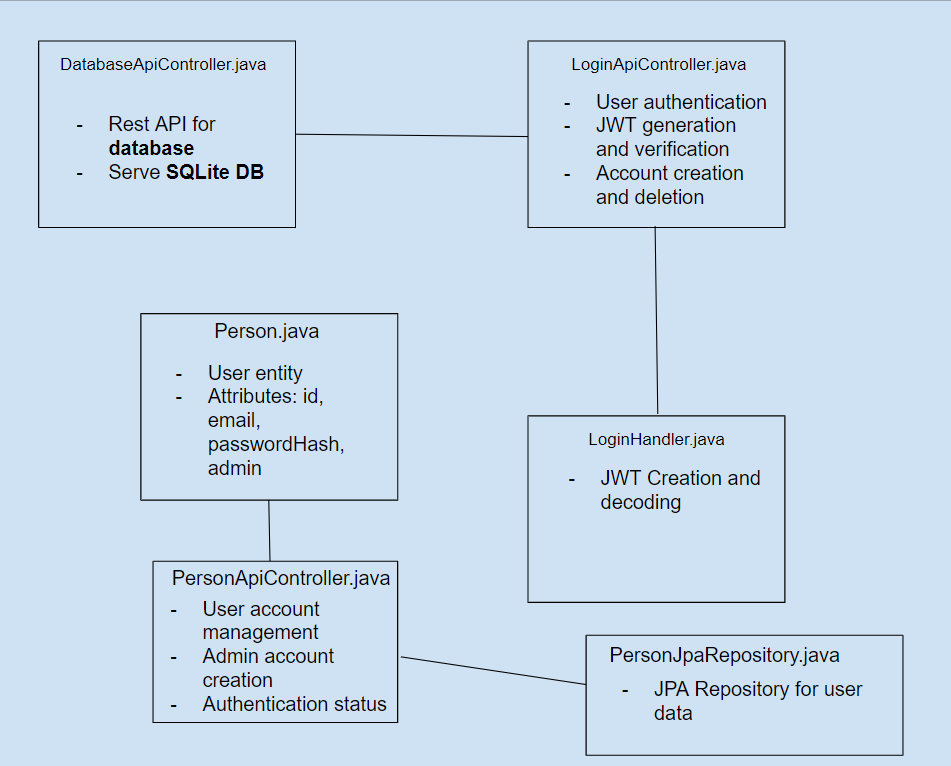 DatabaseApiController.java
- Rest API for
database
- Serve SQLite DB
LoginApiController.java
- User authentication
- JWT generation
and verification
- Account creation
and deletion
Person.java
- User entity
- Attributes: id,
email,
passwordHash,
admin
LoginHandler.java
- JWT Creation and
decoding
PersonApiController.java
- User account
management
- Admin account
creation
- Authentication status
PersonJpaRepository.java
- JPA Repository for user
data